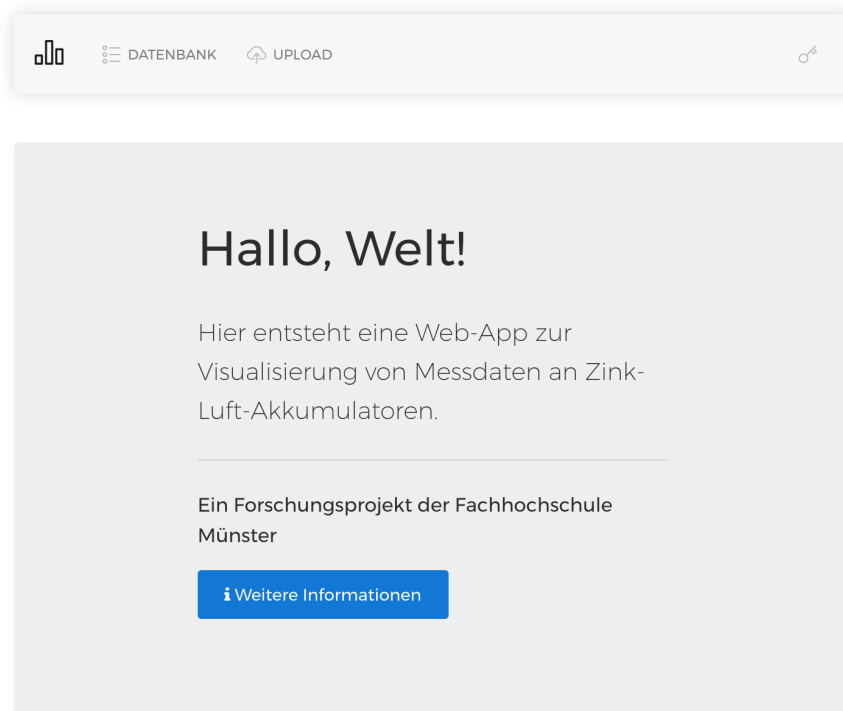 DATENBANK
UPLOAD
Hallo, Welt!
Hier entsteht eine Web-App zur
Visualisierung von Messdaten an Zink-
Luft-Akkumulatoren.
Ein Forschungsprojekt der Fachhochschule
Münster
Weitere Informationen